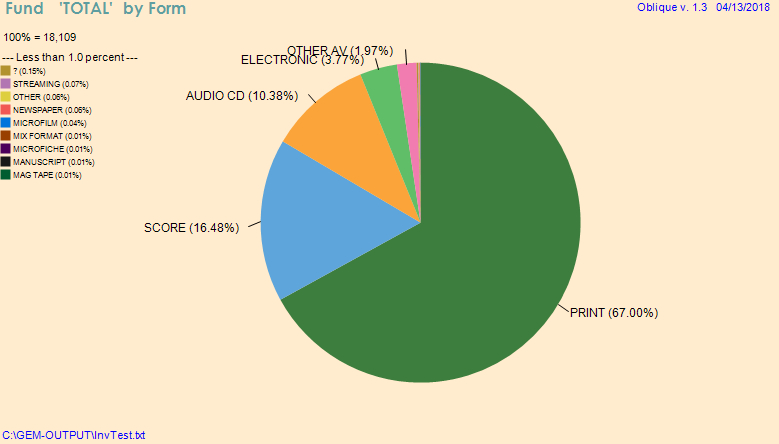 Fund 'TOTAL' by Form
Oblique v. 1.3 04/13/2018
100% = 18,109
--- Less than 1.0 percent ---
? (0.15%)
STREAMING (0.07%)
OTHER (0.06%)
NEWSPAPER (0.06%)
MICROFILM (0.04%)
MIX FORMAT (0.01%)
MICROFICHE (0.01%)
MANUSCRIPT (0.01%)
MAG TAPE (0.01%)
OTHER AV (1.97%)
ELECTRONIC (3.77%)
AUDIO CD (10.38%)
SCORE (16.48%)
PRINT (67.00%)
C:\GEM-OUTPUT\InvTest.txt